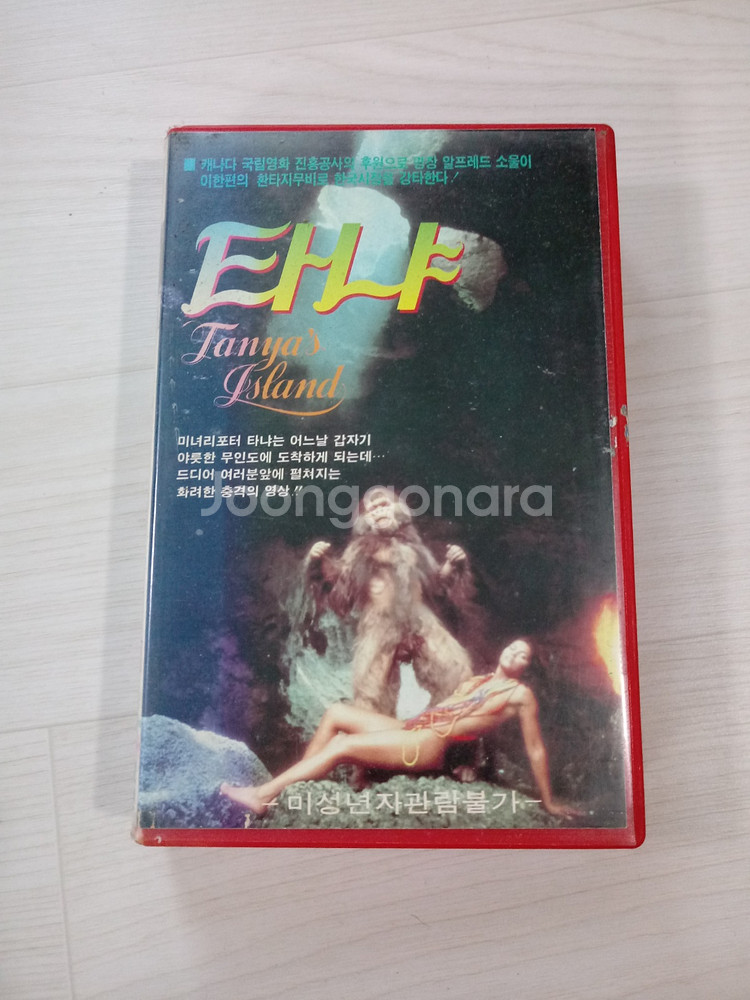 ■ 캐나다 국립영화 진흥공사의 후원으로 거장 알프레드 소울이
이한편의 환타지무비로 한국시장을 강타한다!
타냐
Tanya's
Island
미녀리포터 타냐는 어느날 갑자기
야릇한 무인도에 도착하게 되는데…
드디어 여러분앞에 펼쳐지는
화려한 충격의 영상!!
Joonggonara
-미성년자관람불가-